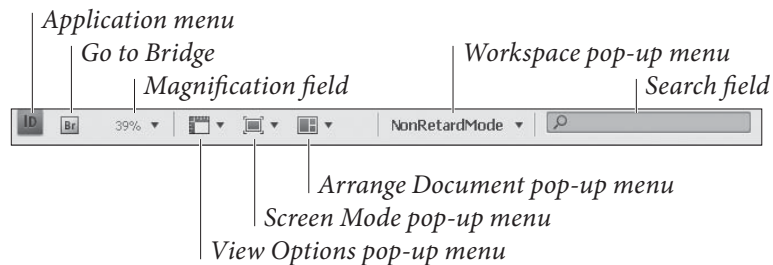 Application menu
Go to Bridge
Workspace pop-up menu
Magnification field
Search field
ID Br 39% NonRetardMode
Arrange Document pop-up menu
Screen Mode pop-up menu
View Options pop-up menu